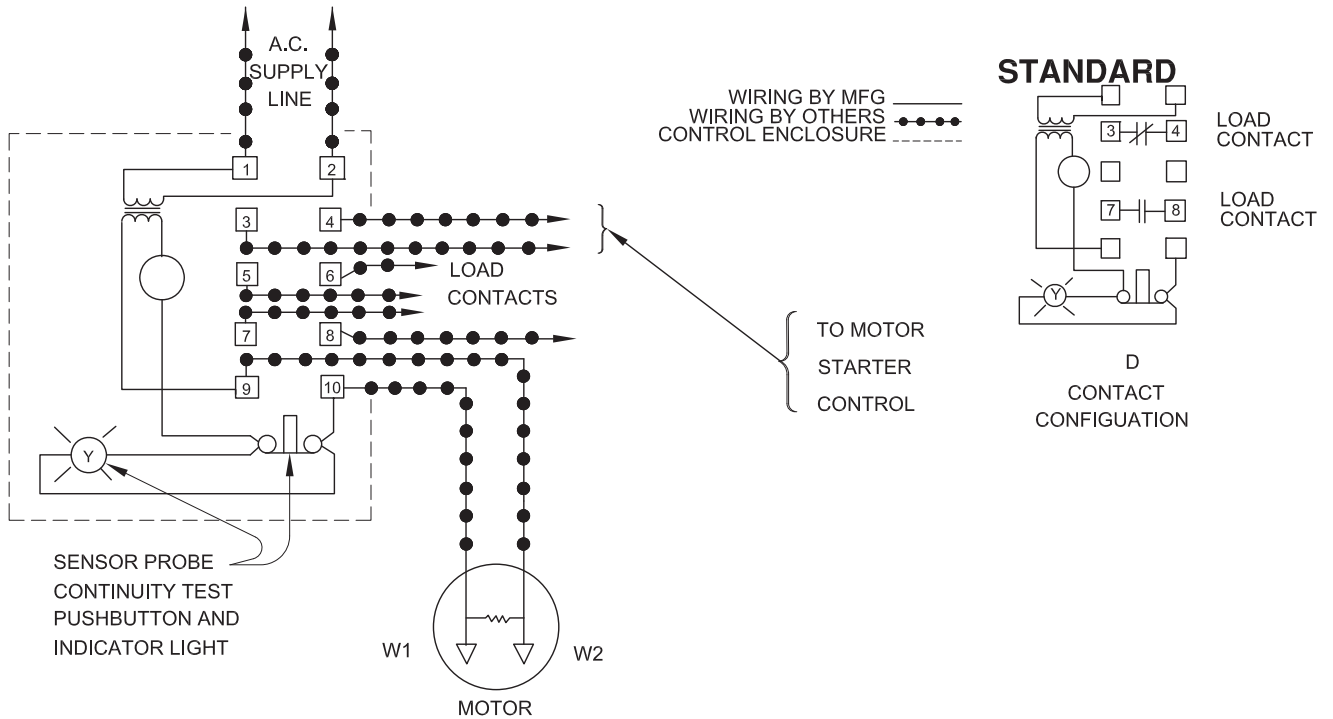 A.C.
SUPPLY
LINE
1
2
3
4
5
6
LOAD
CONTACTS
7
8
9
10
Y
SENSOR PROBE
CONTINUITY TEST
PUSHBUTTON AND
INDICATOR LIGHT
W1
W2
MOTOR
WIRING BY MFG
WIRING BY OTHERS
CONTROL ENCLOSURE
TO MOTOR
STARTER
CONTROL
STANDARD
3
4
LOAD
CONTACT
7
8
LOAD
CONTACT
Y
D
CONTACT
CONFIGUATION